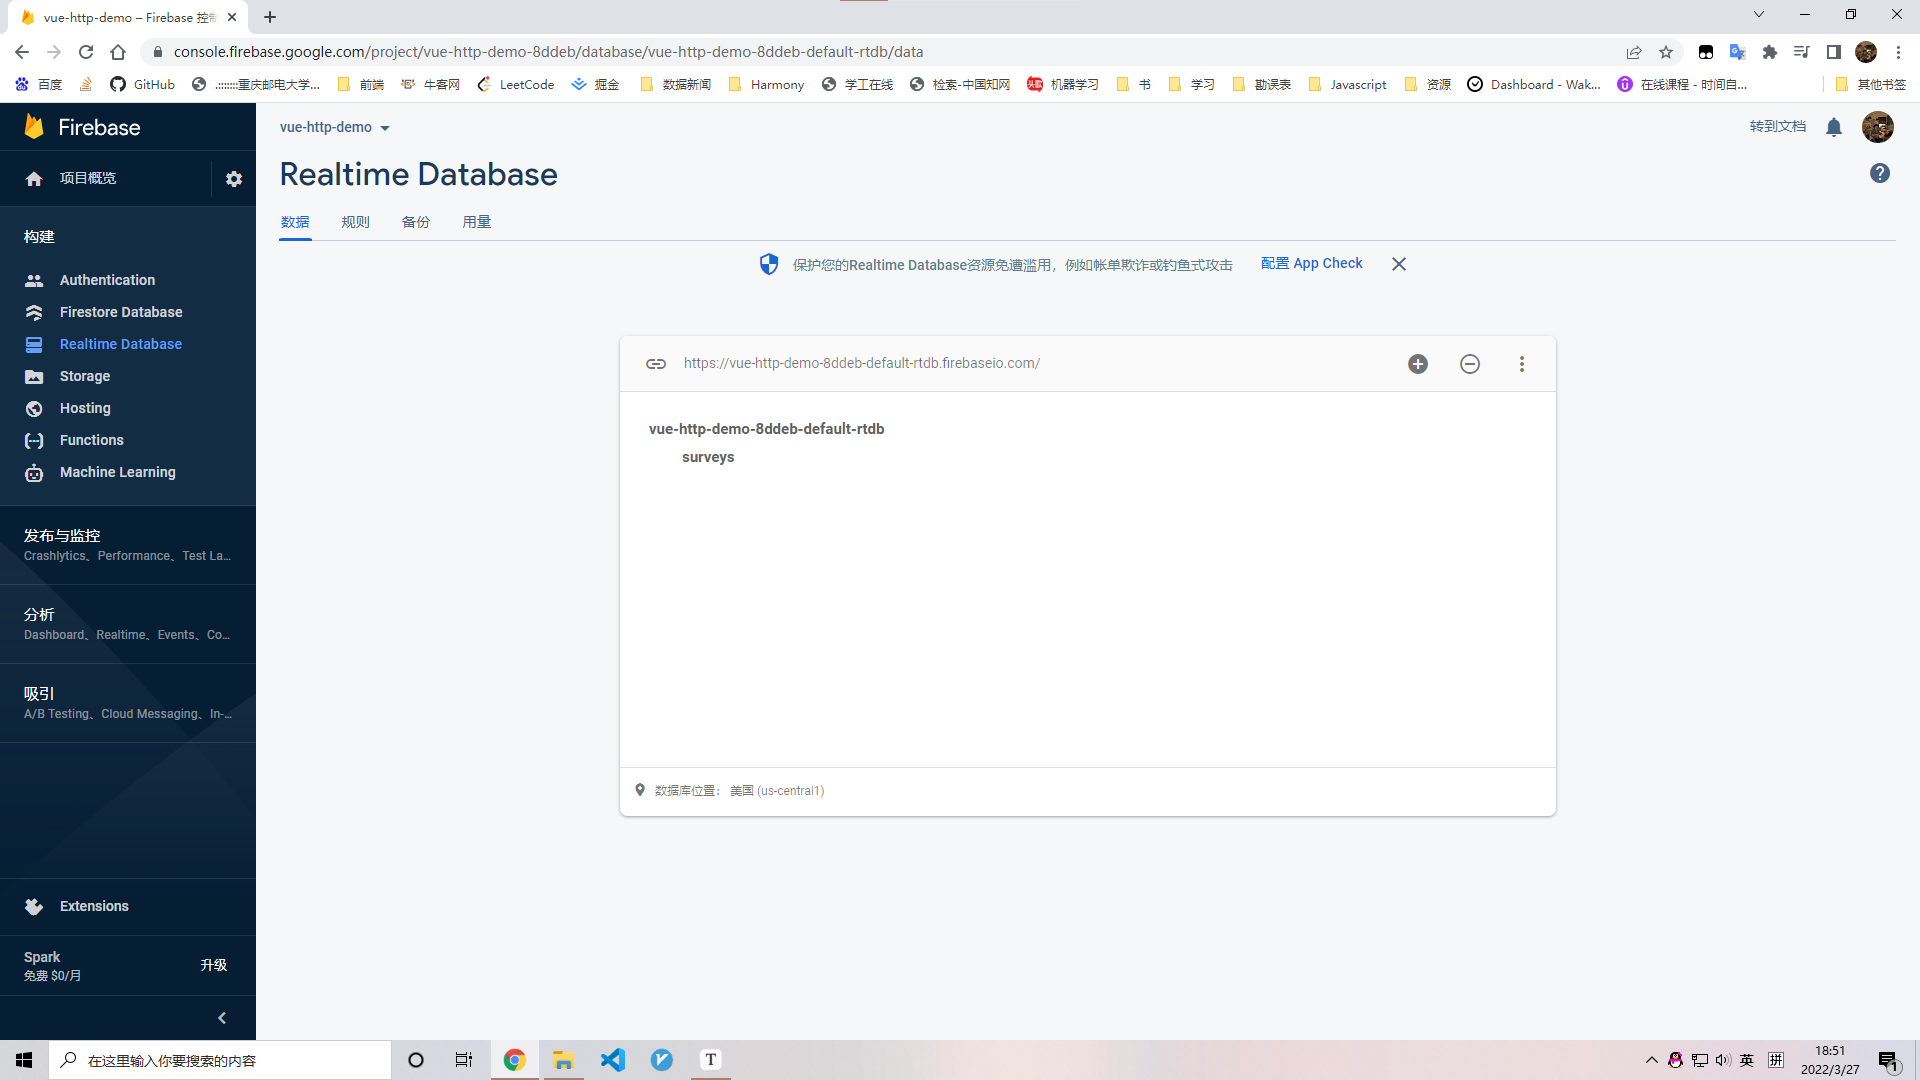 vue-http-demo – Firebase 控制
console.firebase.google.com/project/vue-http-demo-8ddeb/database/vue-http-demo-8ddeb-default-rtdb/data
百度 GitHub .:::::::重庆邮电大学... 前端 牛客网 LeetCode 掘金 数据新闻 Harmony 学工在线 检索-中国知网 机器学习 书 学习 勘误表 Javascript 资源 Dashboard - Wak... 在线课程 - 时间自... 其他书签
Firebase
vue-http-demo
转到文档
项目概览
Realtime Database
数据 规则 备份 用量
构建
保护您的Realtime Database资源免遭滥用，例如帐单欺诈或钓鱼式攻击 配置 App Check
Authentication
Firestore Database
Realtime Database
Storage
Hosting
Functions
Machine Learning
https://vue-http-demo-8ddeb-default-rtdb.firebaseio.com/
vue-http-demo-8ddeb-default-rtdb
surveys
发布与监控
Crashlytics、Performance、Test La...
分析
Dashboard、Realtime、Events、Co...
吸引
A/B Testing、Cloud Messaging、In-...
数据库位置： 美国 (us-central1)
Extensions
Spark
免费 $0/月
升级
在这里输入你要搜索的内容
T
英
拼
18:51
2022/3/27
1